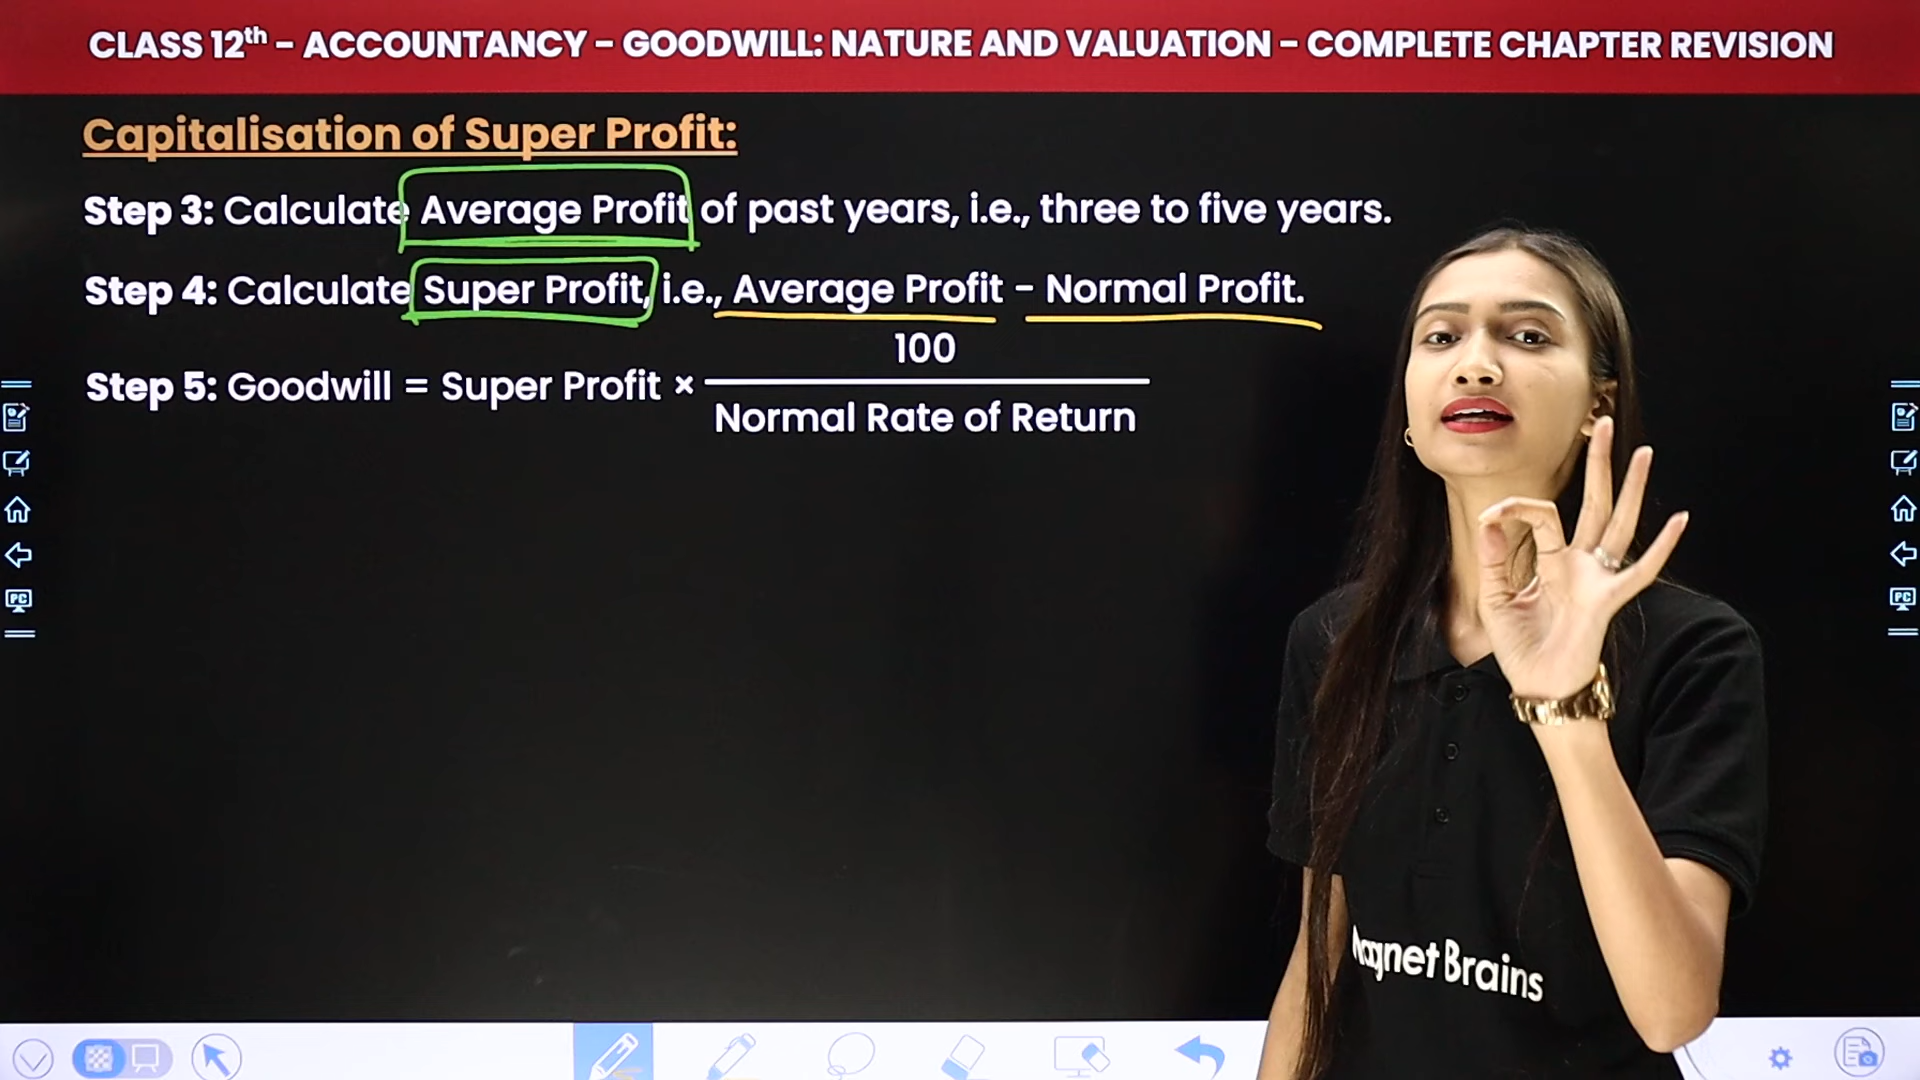 CLASS 12th – ACCOUNTANCY – GOODWILL: NATURE AND VALUATION – COMPLETE CHAPTER REVISION
Capitalisation of Super Profit:
Step 3: Calculate Average Profit of past years, i.e., three to five years.
Step 4: Calculate Super Profit, i.e., Average Profit – Normal Profit.
100
Step 5: Goodwill = Super Profit ×
Normal Rate of Return
PC
PC
Magnet Brains